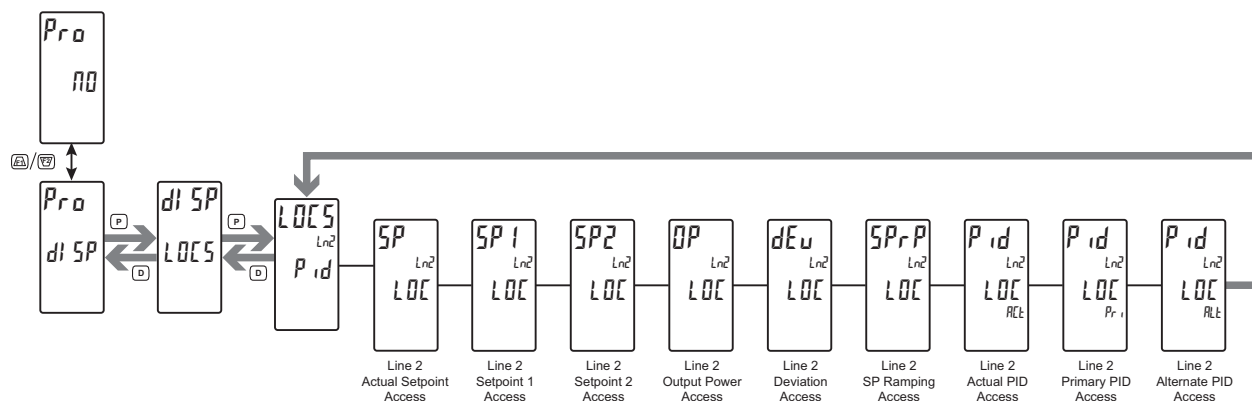 Pro
NO
/
Pro
dISP
P
D
dISP
LOCS
P
D
LOCS
Ln2
Pid
SP
Ln2
LOC
Line 2
Actual Setpoint
Access
SP1
Ln2
LOC
Line 2
Setpoint 1
Access
SP2
Ln2
LOC
Line 2
Setpoint 2
Access
OP
Ln2
LOC
Line 2
Output Power
Access
dEv
Ln2
LOC
Line 2
Deviation
Access
SPrP
Ln2
LOC
Line 2
SP Ramping
Access
Pid
Ln2
LOC
ACt
Line 2
Actual PID
Access
Pid
Ln2
LOC
Pri
Line 2
Primary PID
Access
Pid
Ln2
LOC
ALt
Line 2
Alternate PID
Access